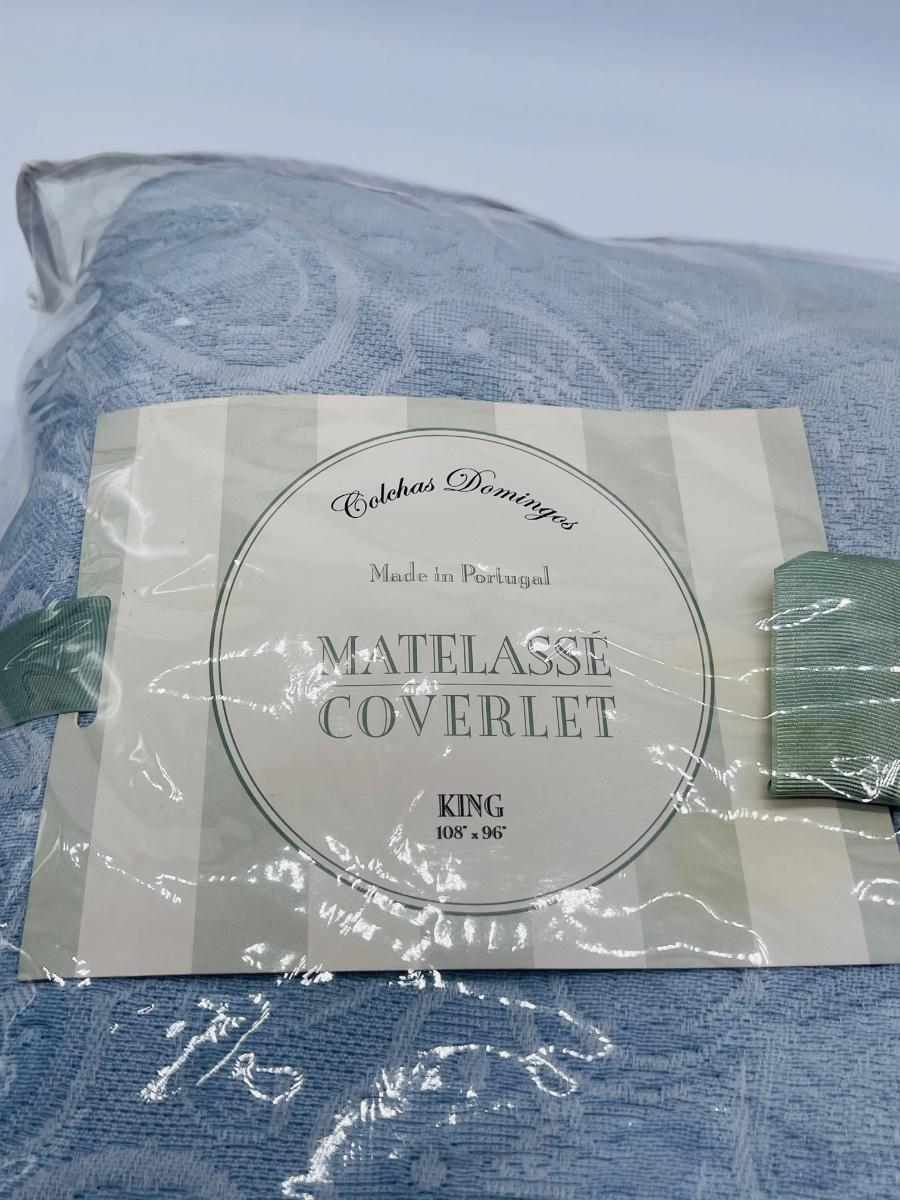 Colchas Domingos
Made in Portugal
MATELASSÉ
COVERLET
KING
108" x 96"